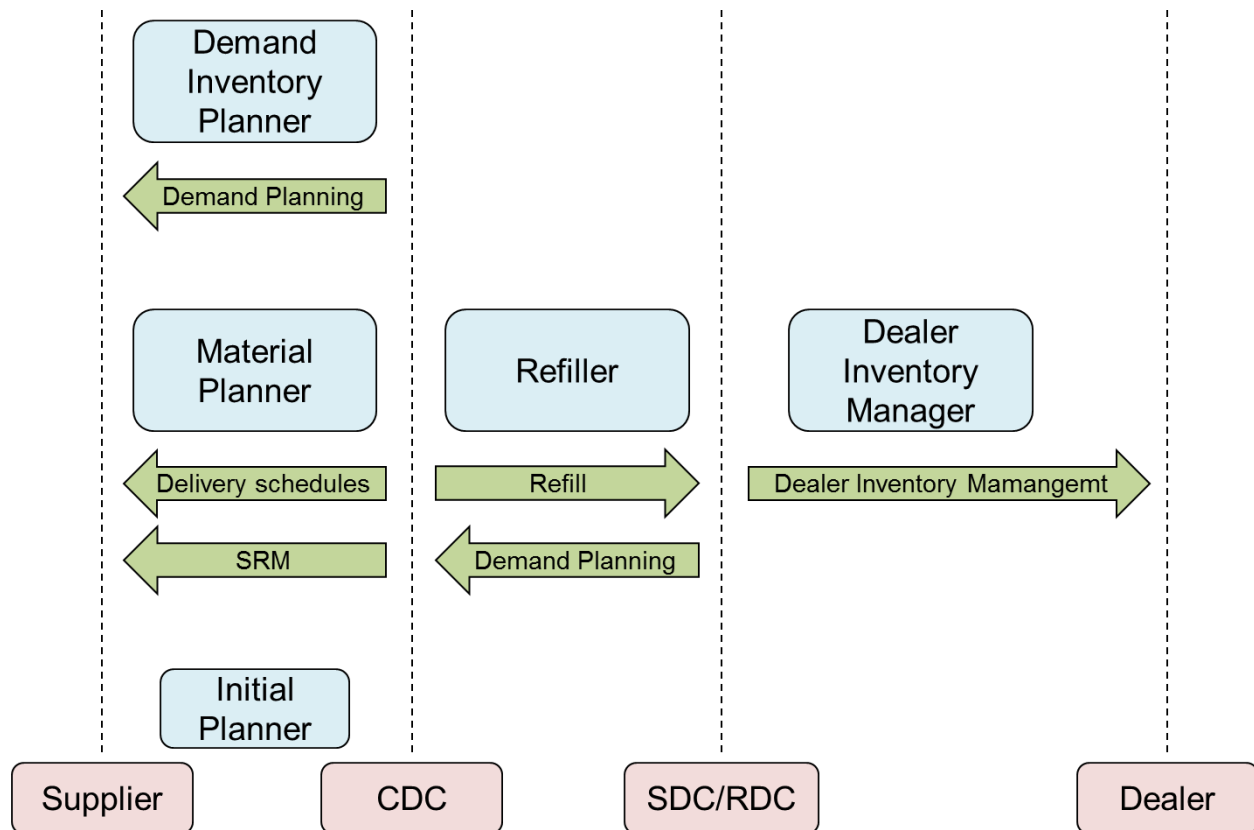 Demand
Inventory
Planner
Demand Planning
Material
Planner
Refiller
Dealer
Inventory
Manager
Delivery schedules
Refill
Dealer Inventory Mamangemt
SRM
Demand Planning
Initial
Planner
Supplier
CDC
SDC/RDC
Dealer